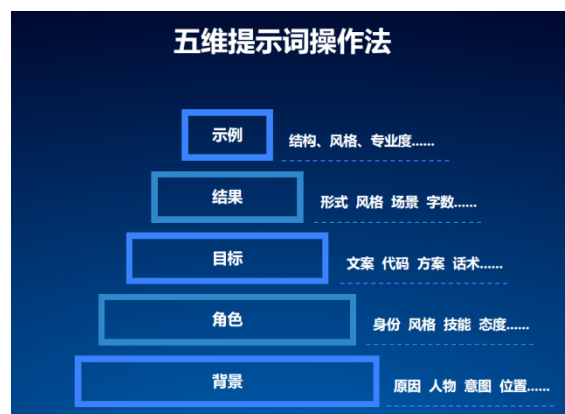 五维提示词操作法
示例
结构、风格、专业度......
结果
形式 风格 场景 字数......
目标
文案 代码 方案 话术......
角色
身份 风格 技能 态度......
背景
原因 人物 意图 位置......